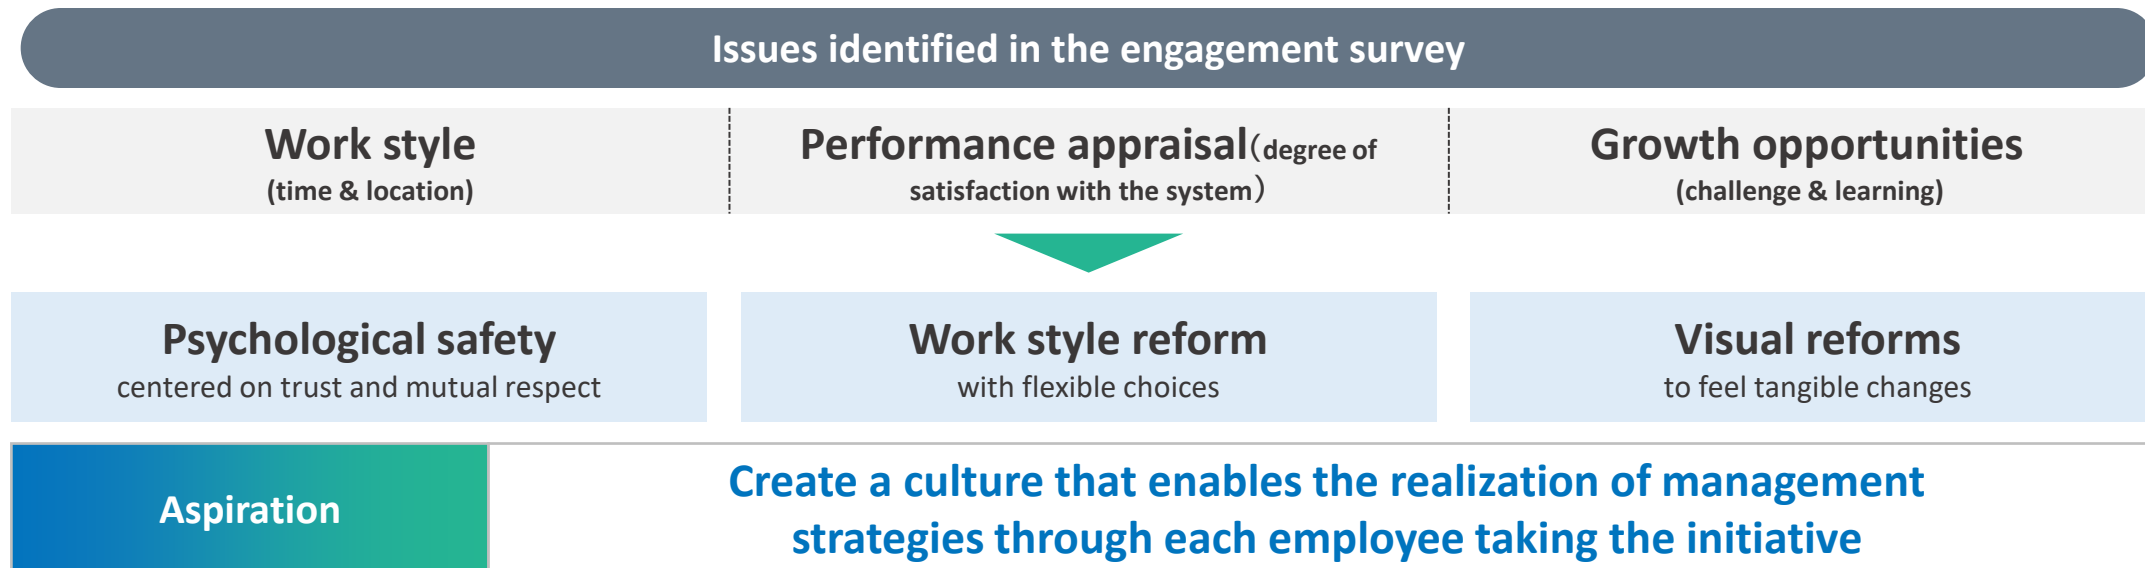 Issues identified in the engagement survey
Work style
(time & location)
Performance appraisal（degree of
satisfaction with the system）
Growth opportunities
(challenge & learning)
Psychological safety
centered on trust and mutual respect
Work style reform
with flexible choices
Visual reforms
to feel tangible changes
Aspiration
Create a culture that enables the realization of management
strategies through each employee taking the initiative